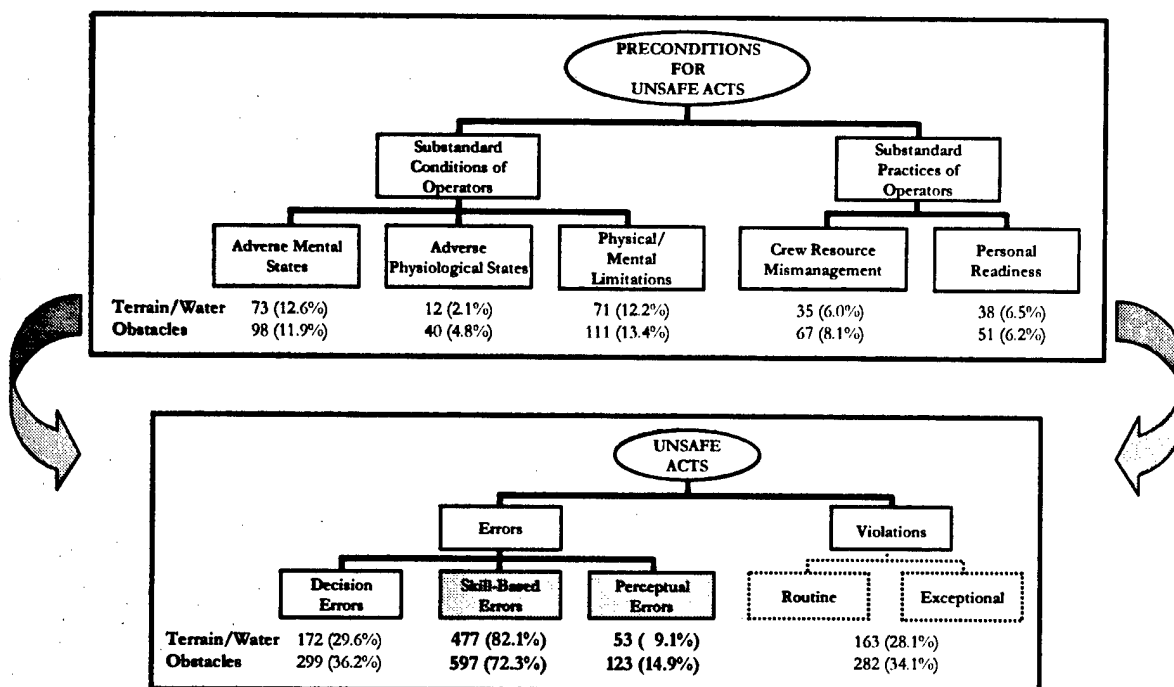 PRECONDITIONS
FOR
UNSAFE ACTS
Substandard
Conditions of
Operators
Substandard
Practices of
Operators
Adverse Mental
States
Adverse
Physiological States
Physical/
Mental
Limitations
Crew Resource
Mismanagement
Personal
Readiness
Terrain/Water 73 (12.6%) 12 (2.1%) 71 (12.2%) 35 (6.0%) 38 (6.5%)
Obstacles 98 (11.9%) 40 (4.8%) 111 (13.4%) 67 (8.1%) 51 (6.2%)
UNSAFE
ACTS
Errors
Violations
Decision
Errors
Skill-Based
Errors
Perceptual
Errors
Routine
Exceptional
Terrain/Water 172 (29.6%) 477 (82.1%) 53 ( 9.1%) 163 (28.1%)
Obstacles 299 (36.2%) 597 (72.3%) 123 (14.9%) 282 (34.1%)